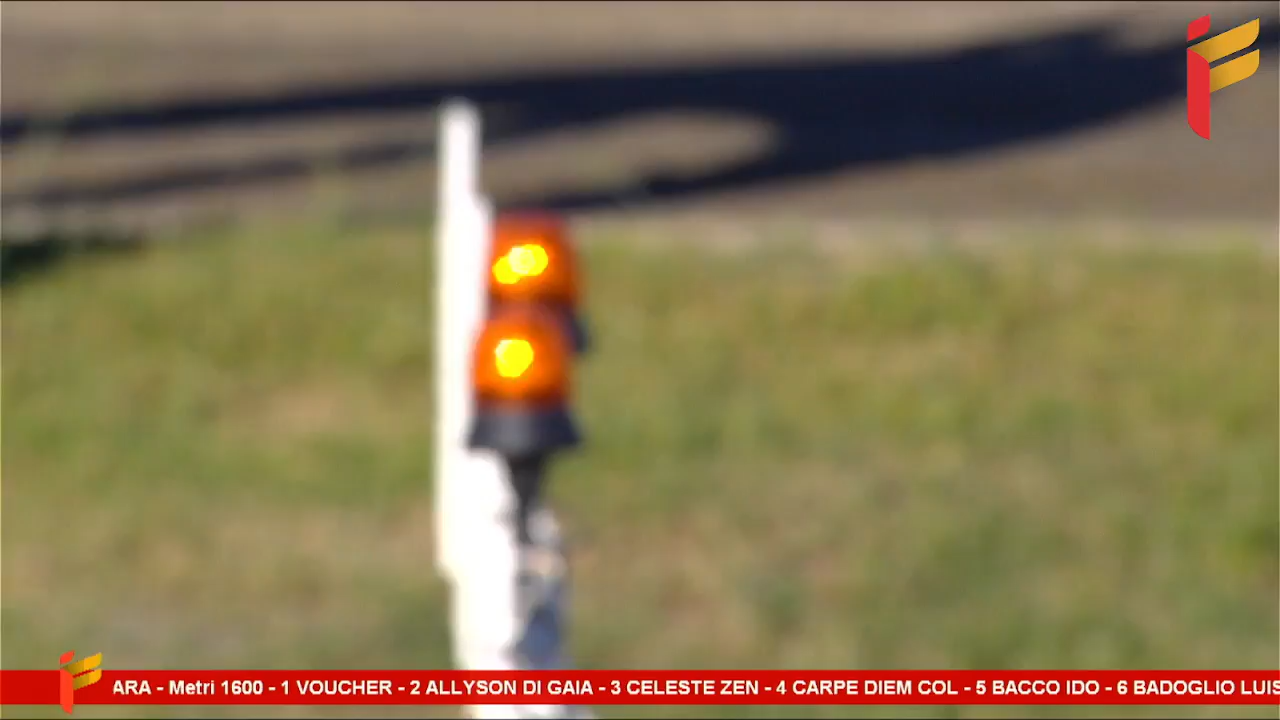 ARA - Metri 1600 - 1 VOUCHER - 2 ALLYSON DI GAIA - 3 CELESTE ZEN - 4 CARPE DIEM COL - 5 BACCO IDO - 6 BADOGLIO LUIS